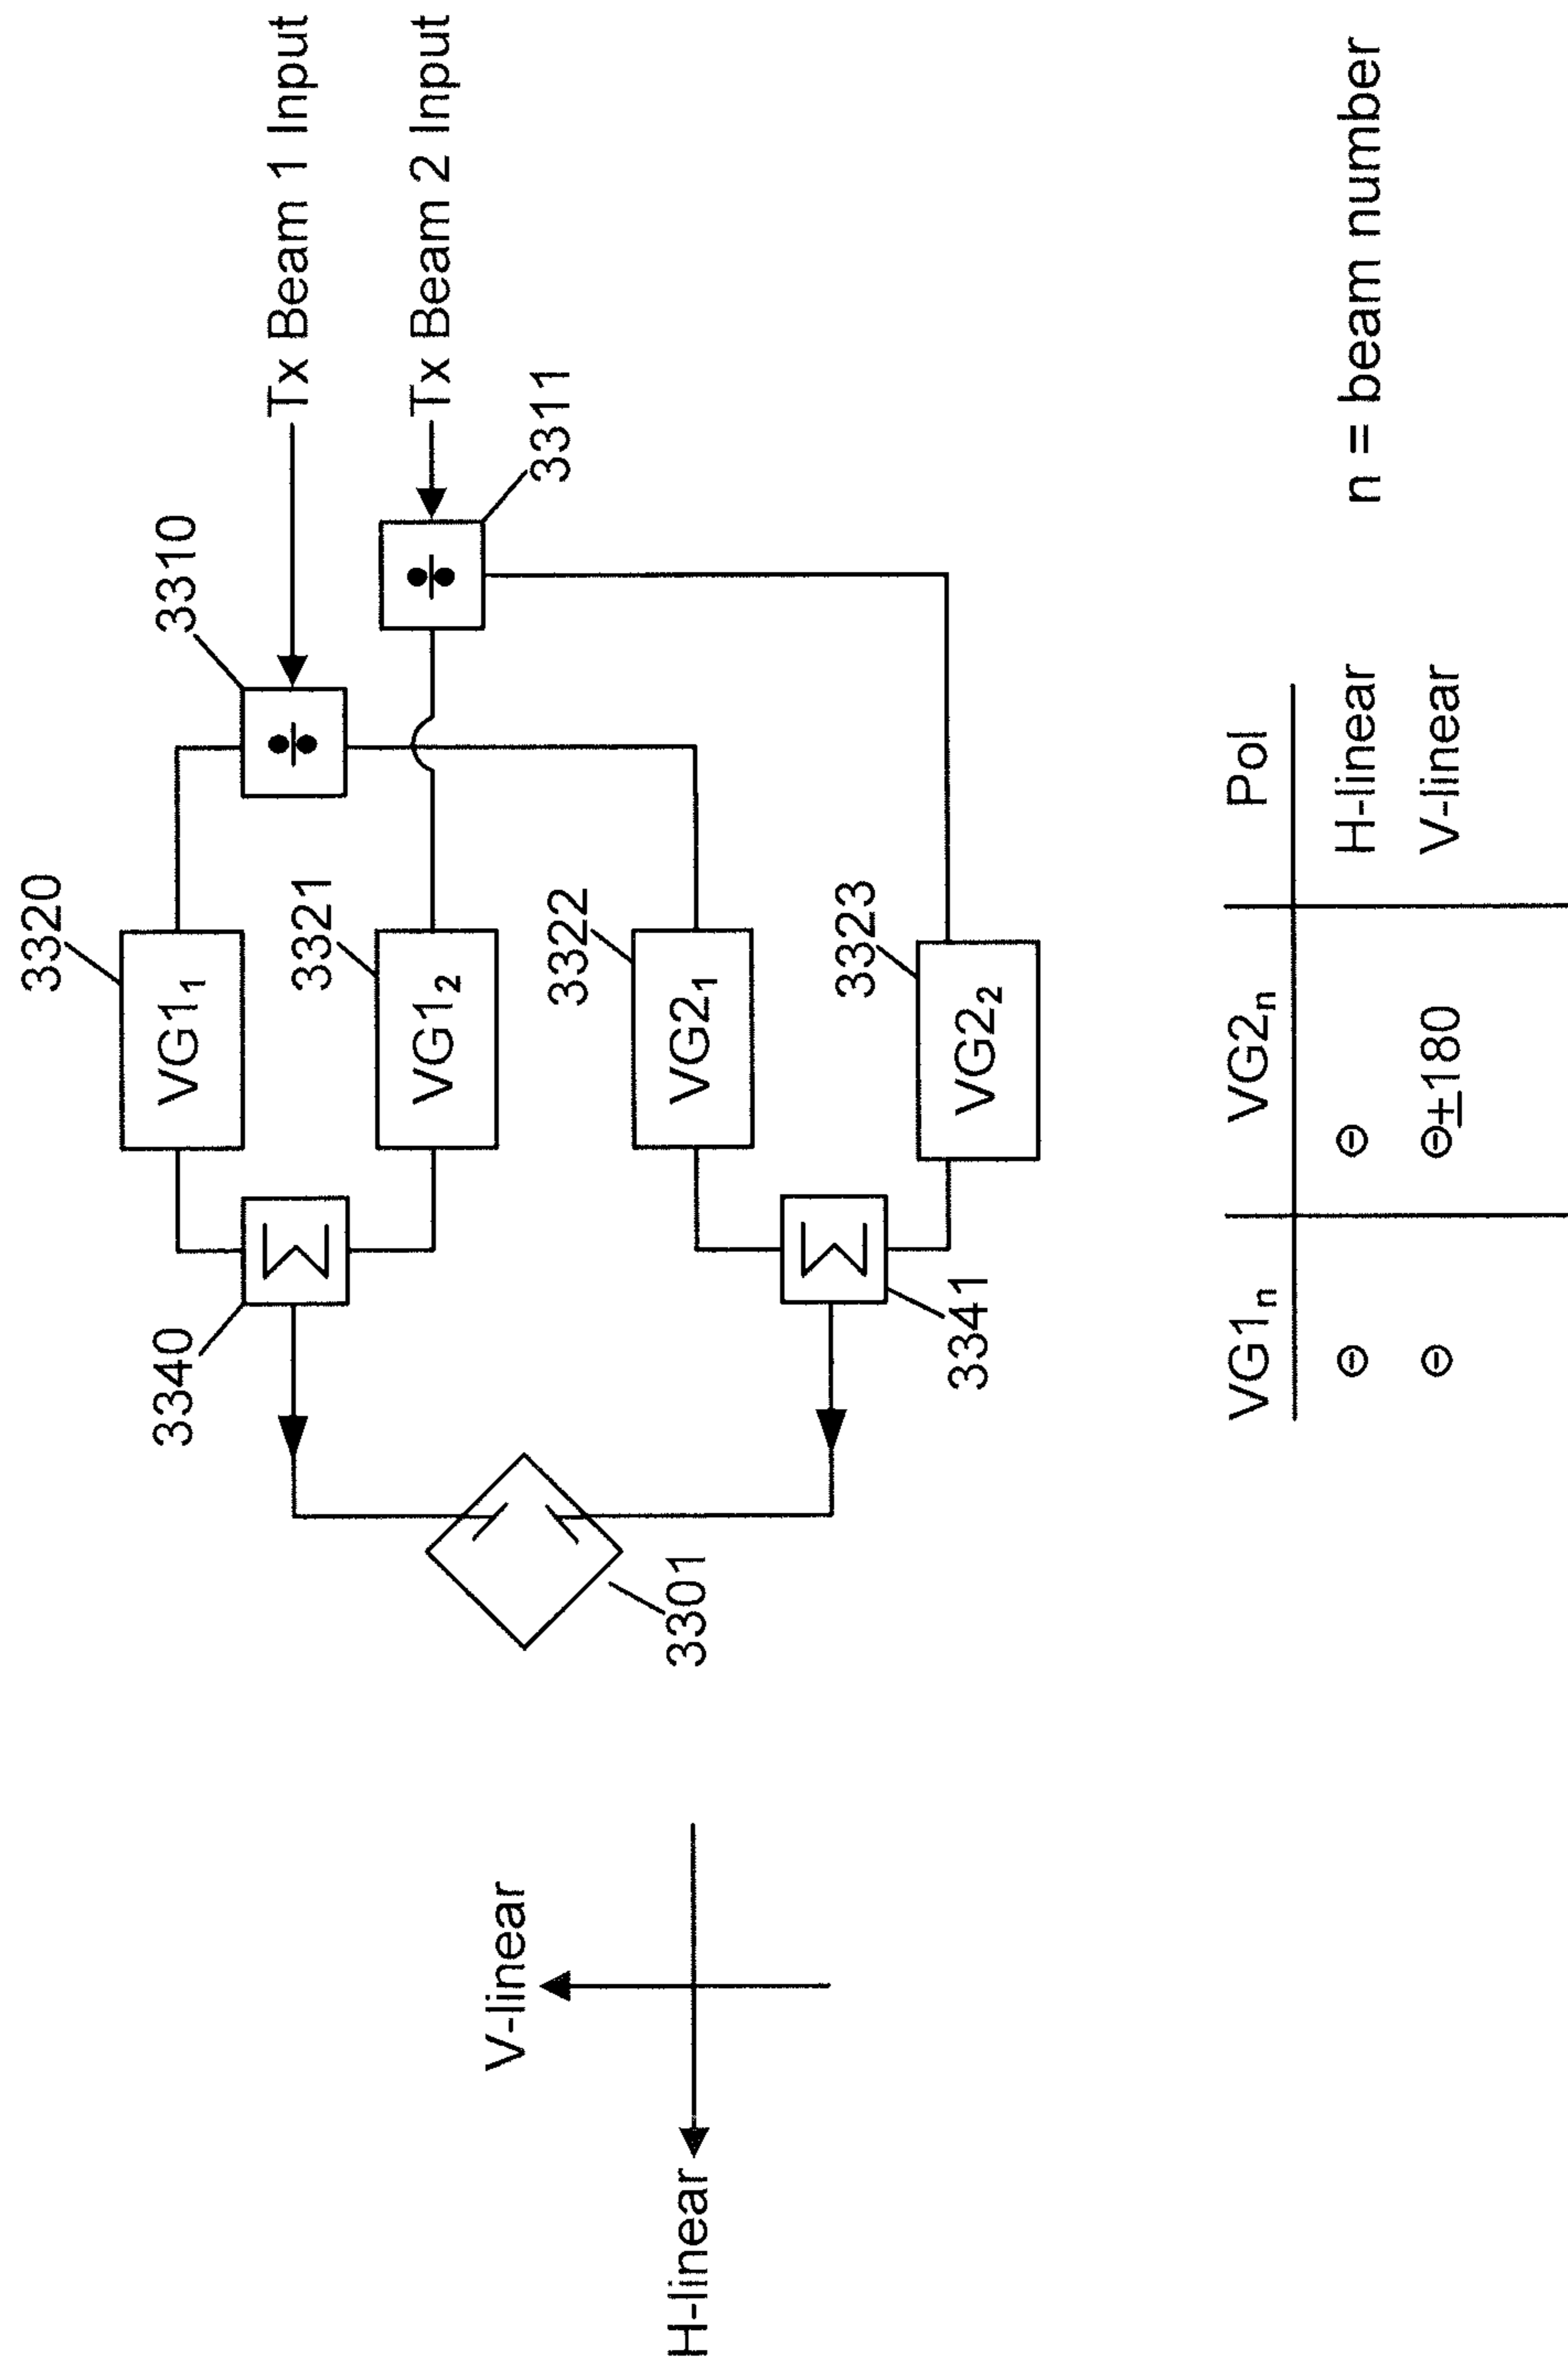 Tx Beam 1 Input
Tx Beam 2 Input
3310
3311
÷
÷
3320
VG1₁
3321
VG1₂
3322
VG2₁
3323
VG2₂
3340
Σ
3341
Σ
3301
V-linear
H-linear
VG1ₙ VG2ₙ Pol
Θ Θ H-linear
Θ Θ±180 V-linear
n = beam number